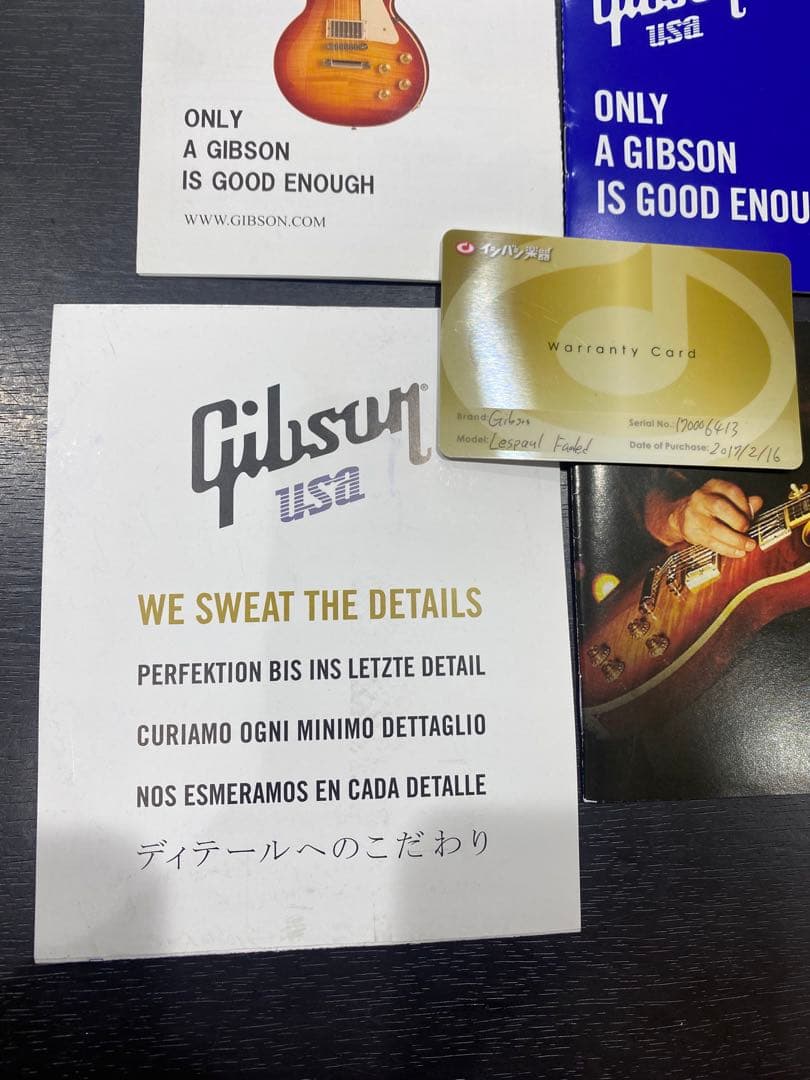 ONLY
A GIBSON
IS GOOD ENOUGH
WWW.GIBSON.COM
Gibson
usa
ONLY
A GIBSON
IS GOOD ENOU
イシバシ楽器
Warranty Card
Brand: Gibson
Serial No. 170006413
Model: Lespaul Faded
Date of Purchase: 2017/2/16
Gibson®
usa
WE SWEAT THE DETAILS
PERFEKTION BIS INS LETZTE DETAIL
CURIAMO OGNI MINIMO DETTAGLIO
NOS ESMERAMOS EN CADA DETALLE
ディテールへのこだわり